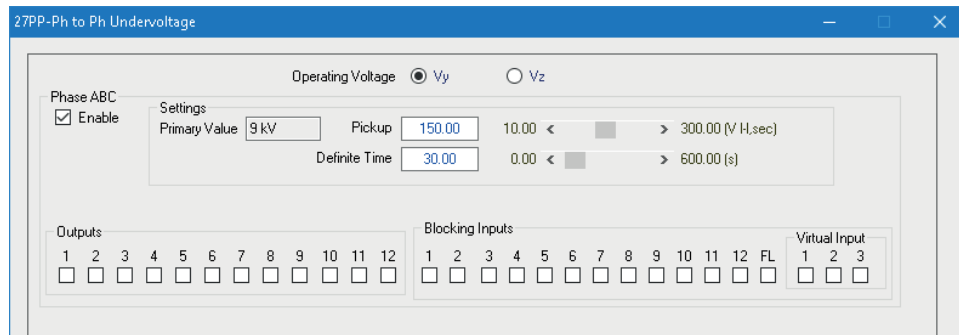 27PP-Ph to Ph Undervoltage
Operating Voltage Vy Vz
Phase ABC
Enable
Settings
Primary Value 9 kV Pickup 150.00 10.00 < > 300.00 (V l-l,sec)
Definite Time 30.00 0.00 < > 600.00 (s)
Outputs
1 2 3 4 5 6 7 8 9 10 11 12
Blocking Inputs
1 2 3 4 5 6 7 8 9 10 11 12 FL
Virtual Input
1 2 3